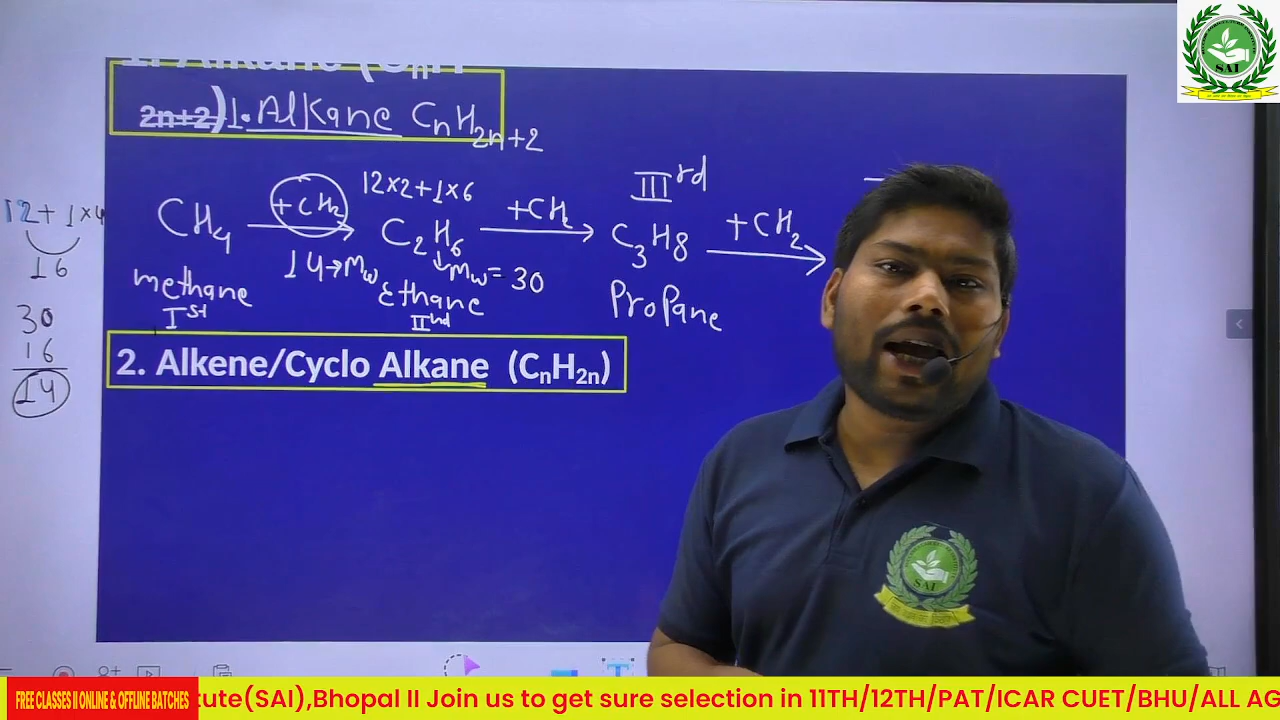 SAI
2n+2) 1. Alkane CnH2n+2
12 + 1×4
16
30
16
14
CH4 +CH2 C2H6 +CH2 C3H8 +CH2
12×2+1×6
IIIrd
14→Mw
Mw=30
methane
Ist
Ethane
IInd
ProPane
2. Alkene/Cyclo Alkane (CnH2n)
SAI
FREE CLASSES II ONLINE & OFFLINE BATCHES
tute(SAI),Bhopal II Join us to get sure selection in 11TH/12TH/PAT/ICAR CUET/BHU/ALL AG